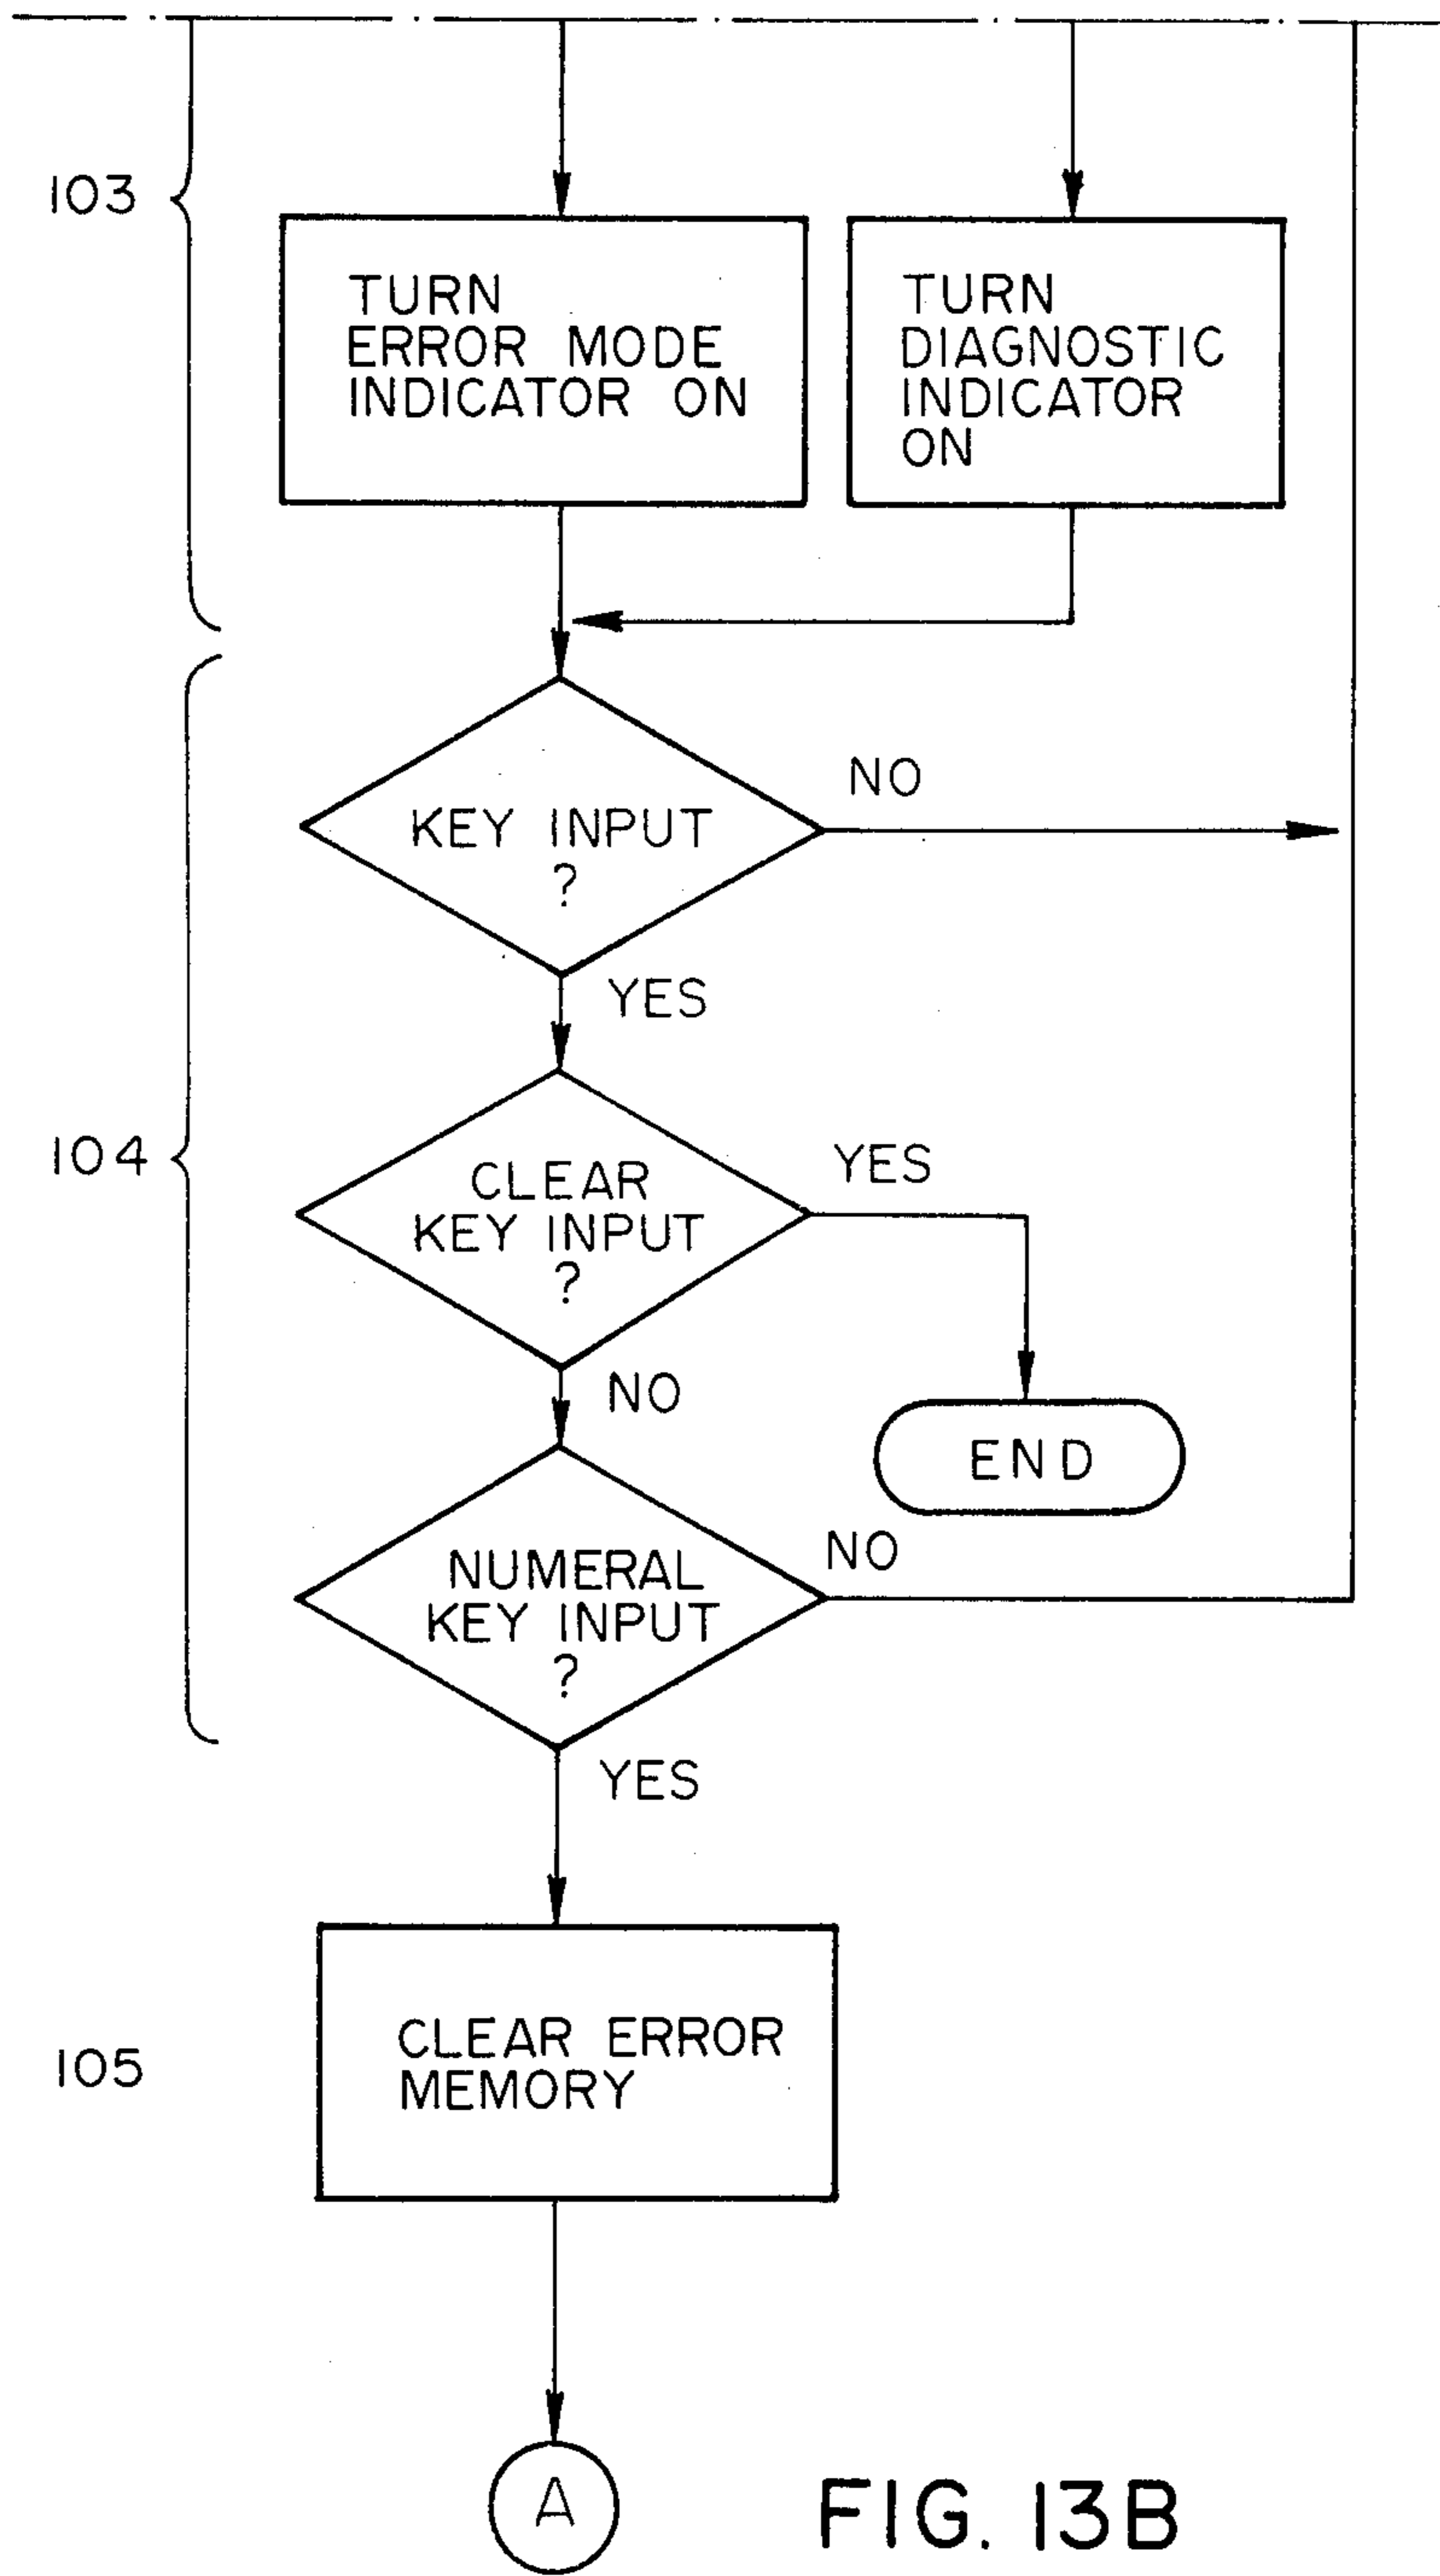 103
TURN
ERROR MODE
INDICATOR ON
TURN
DIAGNOSTIC
INDICATOR
ON
104
KEY INPUT
?
NO
YES
CLEAR
KEY INPUT
?
YES
NO
END
NUMERAL
KEY INPUT
?
NO
YES
105
CLEAR ERROR
MEMORY
A
FIG. 13B